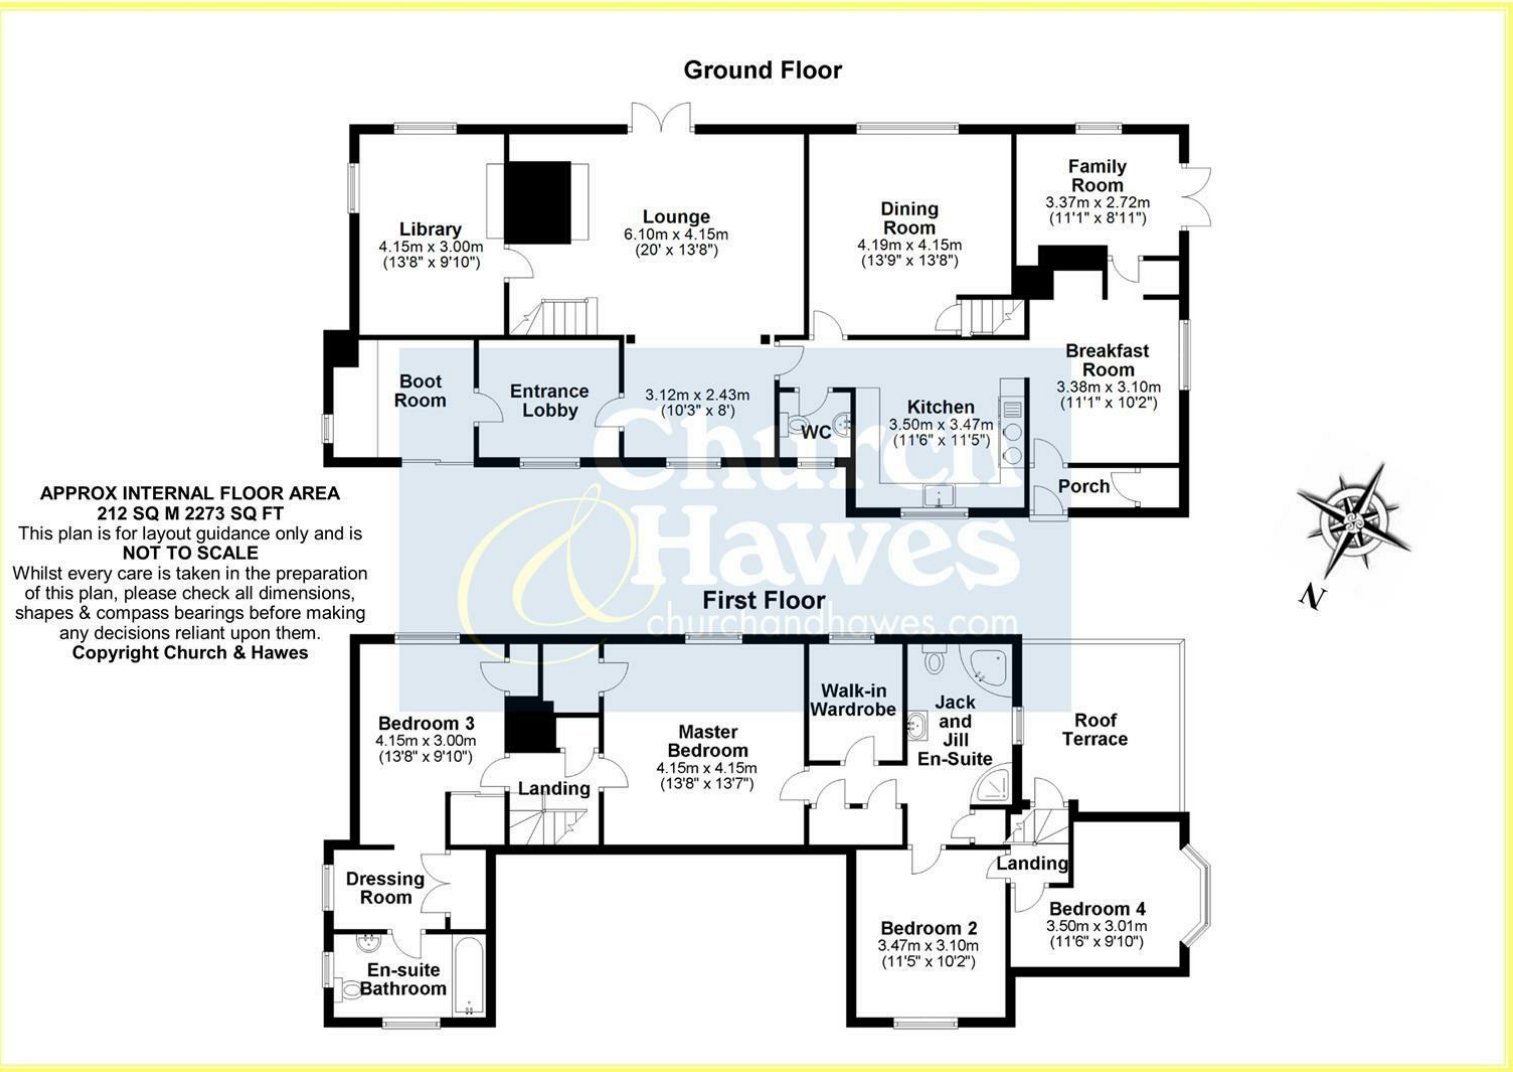 Ground Floor
Family
Room
3.37m x 2.72m
(11'1" x 8'11")
Library
4.15m x 3.00m
(13'8" x 9'10")
Lounge
6.10m x 4.15m
(20' x 13'8")
Dining
Room
4.19m x 4.15m
(13'9" x 13'8")
Boot
Room
Entrance
Lobby
3.12m x 2.43m
(10'3" x 8')
WC
Kitchen
3.50m x 3.47m
(11'6" x 11'5")
Breakfast
Room
3.38m x 3.10m
(11'1" x 10'2")
Porch
APPROX INTERNAL FLOOR AREA
212 SQ M 2273 SQ FT
This plan is for layout guidance only and is
NOT TO SCALE
Whilst every care is taken in the preparation
of this plan, please check all dimensions,
shapes & compass bearings before making
any decisions reliant upon them.
Copyright Church & Hawes
Church
& Hawes
churchandhawes.com
N
First Floor
Bedroom 3
4.15m x 3.00m
(13'8" x 9'10")
Landing
Master
Bedroom
4.15m x 4.15m
(13'8" x 13'7")
Walk-in
Wardrobe
Jack
and
Jill
En-Suite
Roof
Terrace
Dressing
Room
En-suite
Bathroom
Bedroom 2
3.47m x 3.10m
(11'5" x 10'2")
Landing
Bedroom 4
3.50m x 3.01m
(11'6" x 9'10")